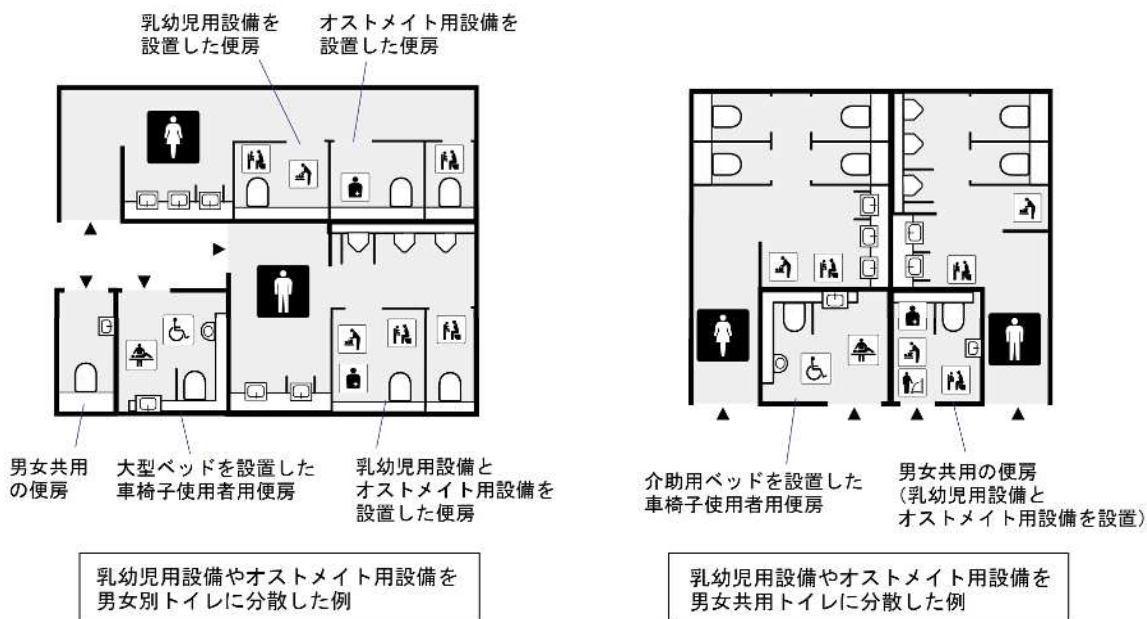 乳幼児用設備を
設置した便房
オストメイト用設備を
設置した便房
男女共用
の便房
大型ベッドを設置した
車椅子使用者用便房
乳幼児用設備と
オストメイト用設備を
設置した便房
乳幼児用設備やオストメイト用設備を
男女別トイレに分散した例
介助用ベッドを設置した
車椅子使用者用便房
男女共用の便房
(乳幼児用設備と
オストメイト用設備を設置)
乳幼児用設備やオストメイト用設備を
男女共用トイレに分散した例